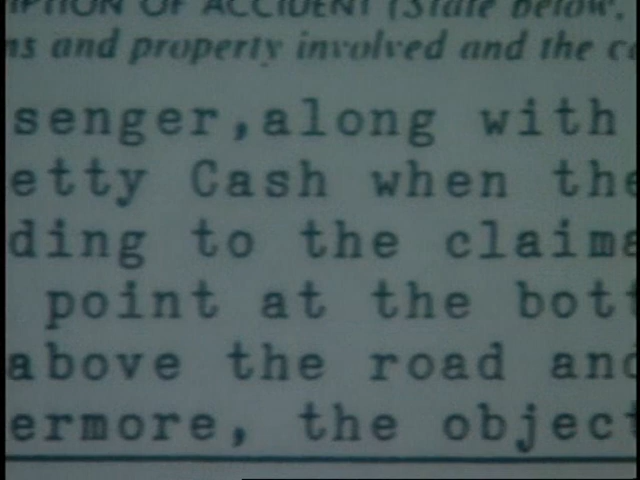 IPTION OF ACCIDENT (State below,
ns and property involved and the c
senger,along with
etty Cash when the
ding to the claima
point at the bott
above the road and
ermore, the object